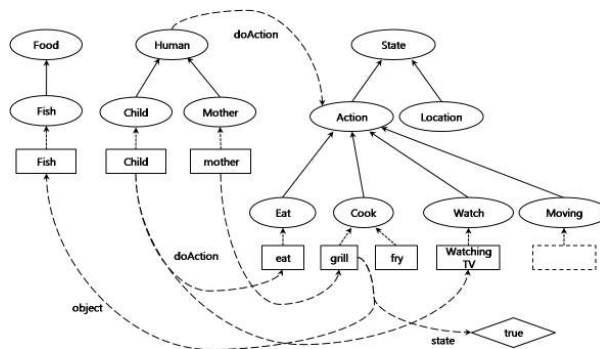 Food
Human
doAction
State
Fish
Child
Mother
Action
Location
Fish
Child
mother
Eat
Cook
Watch
Moving
doAction
eat
grill
fry
Watching
TV
object
state
true